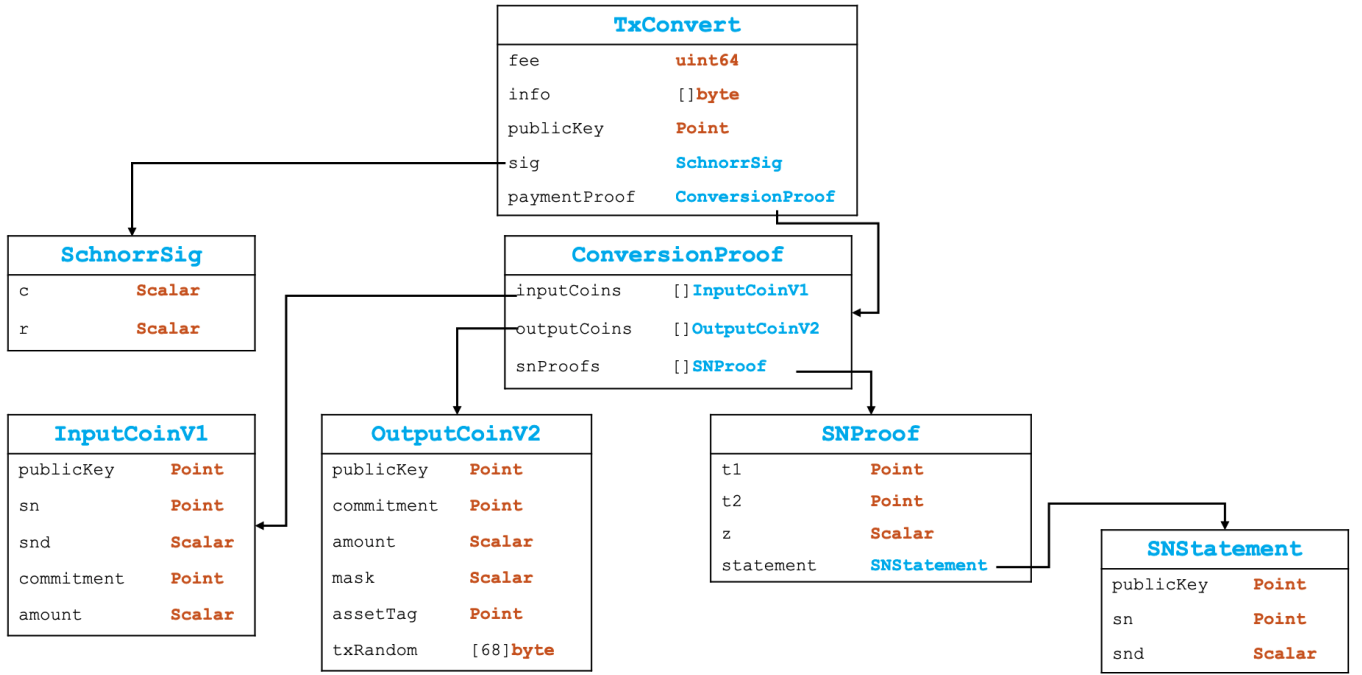 TxConvert
fee uint64
info []byte
publicKey Point
sig SchnorrSig
paymentProof ConversionProof
SchnorrSig
c Scalar
r Scalar
ConversionProof
inputCoins []InputCoinV1
outputCoins []OutputCoinV2
snProofs []SNProof
InputCoinV1
publicKey Point
sn Point
snd Scalar
commitment Point
amount Scalar
OutputCoinV2
publicKey Point
commitment Point
amount Scalar
mask Scalar
assetTag Point
txRandom [68]byte
SNProof
t1 Point
t2 Point
z Scalar
statement SNStatement
SNStatement
publicKey Point
sn Point
snd Scalar